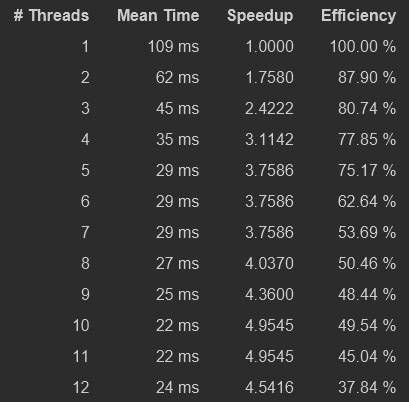 # Threads Mean Time Speedup Efficiency
1 109 ms 1.0000 100.00 %
2 62 ms 1.7580 87.90 %
3 45 ms 2.4222 80.74 %
4 35 ms 3.1142 77.85 %
5 29 ms 3.7586 75.17 %
6 29 ms 3.7586 62.64 %
7 29 ms 3.7586 53.69 %
8 27 ms 4.0370 50.46 %
9 25 ms 4.3600 48.44 %
10 22 ms 4.9545 49.54 %
11 22 ms 4.9545 45.04 %
12 24 ms 4.5416 37.84 %